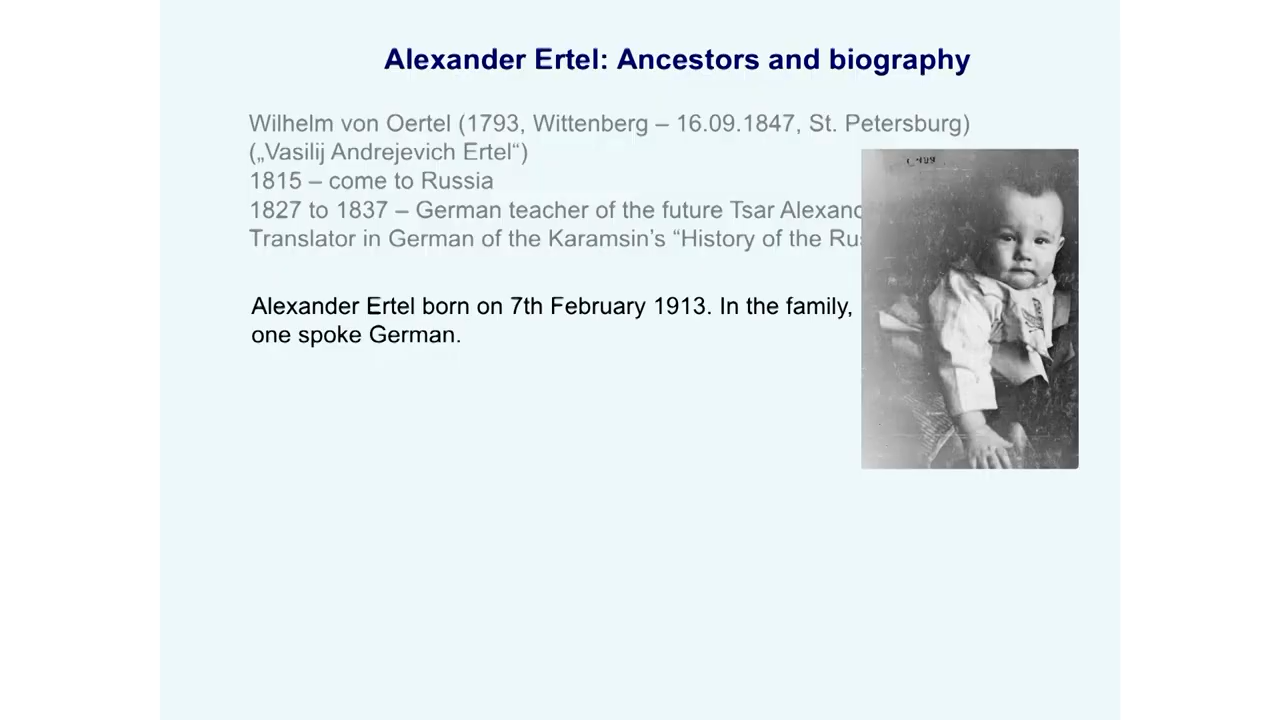 Alexander Ertel: Ancestors and biography
Wilhelm von Oertel (1793, Wittenberg – 16.09.1847, St. Petersburg)
(„Vasilij Andrejevich Ertel“)
1815 – come to Russia
1827 to 1837 – German teacher of the future Tsar
Translator in German of the Karamsin’s “History of the
Alexander Ertel born on 7th February 1913. In the family,
one spoke German.